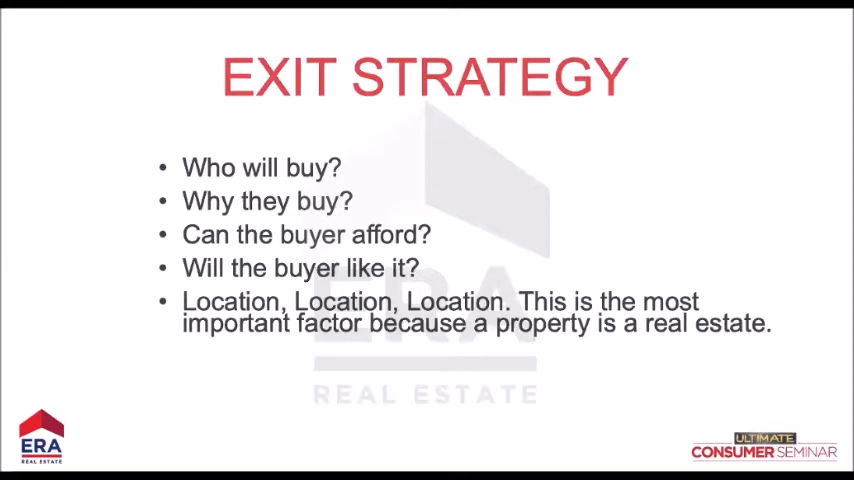 EXIT STRATEGY
• Who will buy?
• Why they buy?
• Can the buyer afford?
• Will the buyer like it?
• Location, Location, Location. This is the most
important factor because a property is a real estate.
ERA
REAL ESTATE
ERA
REAL ESTATE
ULTIMATE
CONSUMER SEMINAR